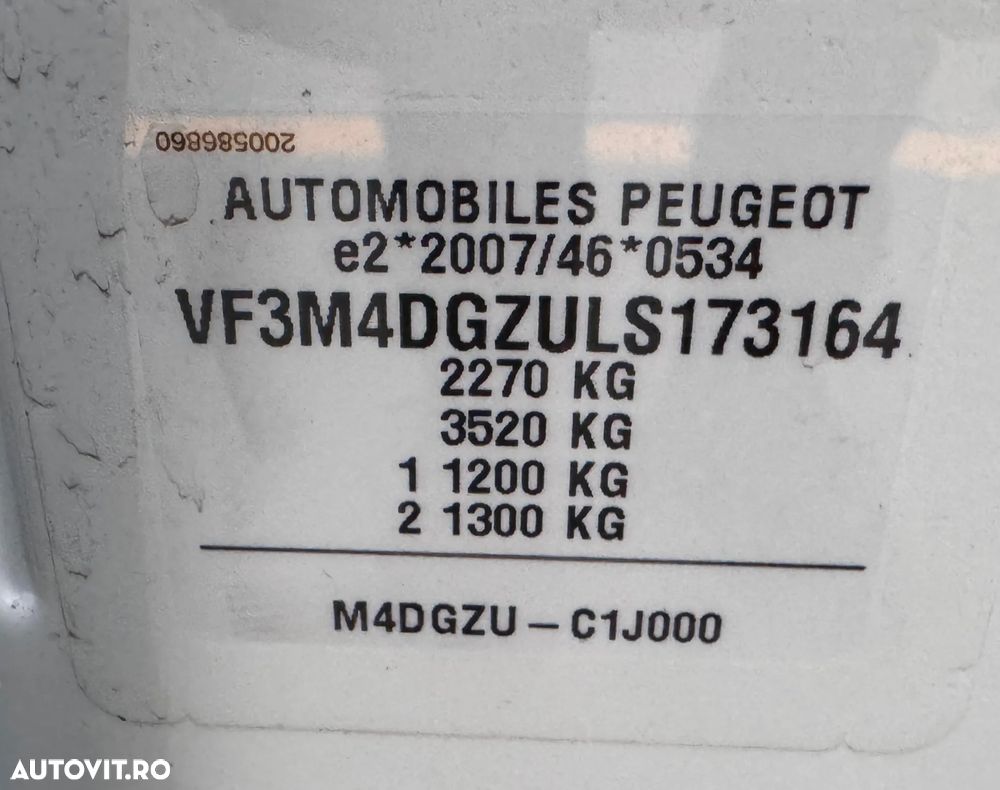 200586860
AUTOMOBILES PEUGEOT
e2*2007/46*0534
VF3M4DGZULS173164
2270 KG
3520 KG
1 1200 KG
2 1300 KG
M4DGZU – C1J000
AUTOVIT.RO